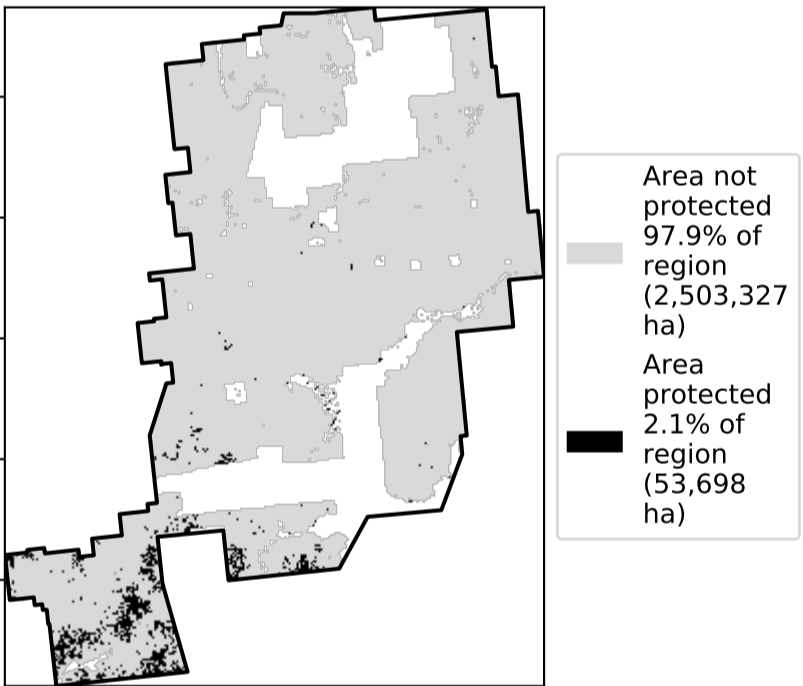 Area not
protected
97.9% of
region
(2,503,327
ha)
Area
protected
2.1% of
region
(53,698
ha)